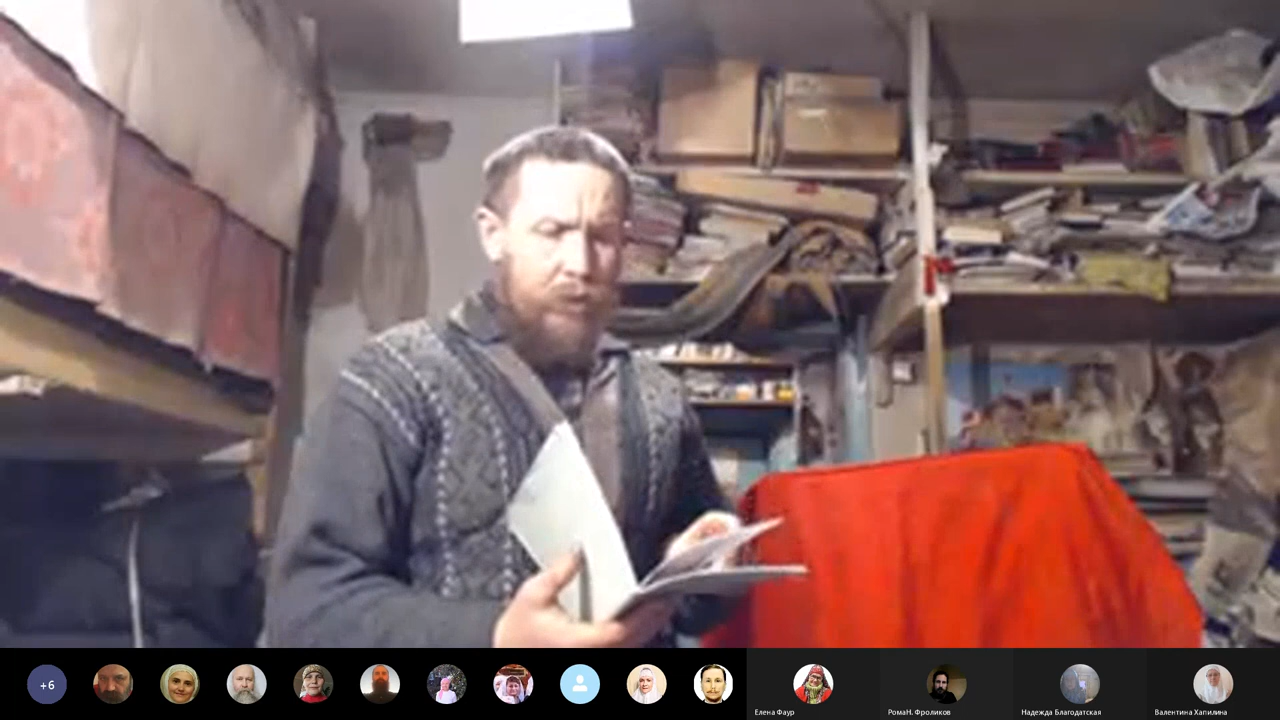 +6
Елена Фаур
РомаН. Фроликов
Надежда Благодатская
Валентина Хапилина